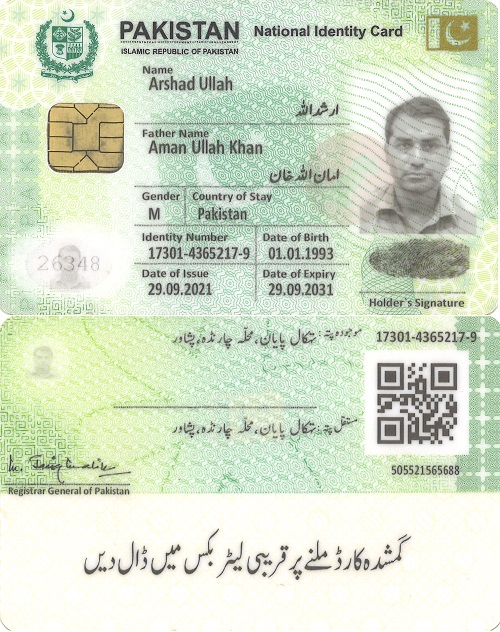 PAKISTAN National Identity Card
ISLAMIC REPUBLIC OF PAKISTAN
Name
Arshad Ullah
ارشد اللہ
Father Name
Aman Ullah Khan
امان اللہ خان
Gender Country of Stay
M Pakistan
Identity Number Date of Birth
17301-4365217-9 01.01.1993
Date of Issue Date of Expiry
29.09.2021 29.09.2031
26348
Holder's Signature
موجودہ پتہ: تہکال پایان، محلہ چارنڈہ، پشاور
17301-4365217-9
مستقل پتہ: تہکال پایان، محلہ چارنڈہ، پشاور
505521565688
Registrar General of Pakistan
گمشدہ کارڈ ملنے پر قریبی لیٹر بکس میں ڈال دیں